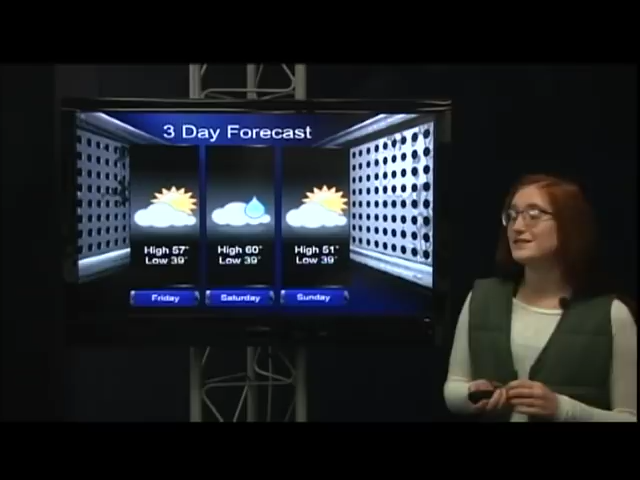 3 Day Forecast
High 57°
Low 39°
High 60°
Low 39°
High 51°
Low 39°
Friday
Saturday
Sunday